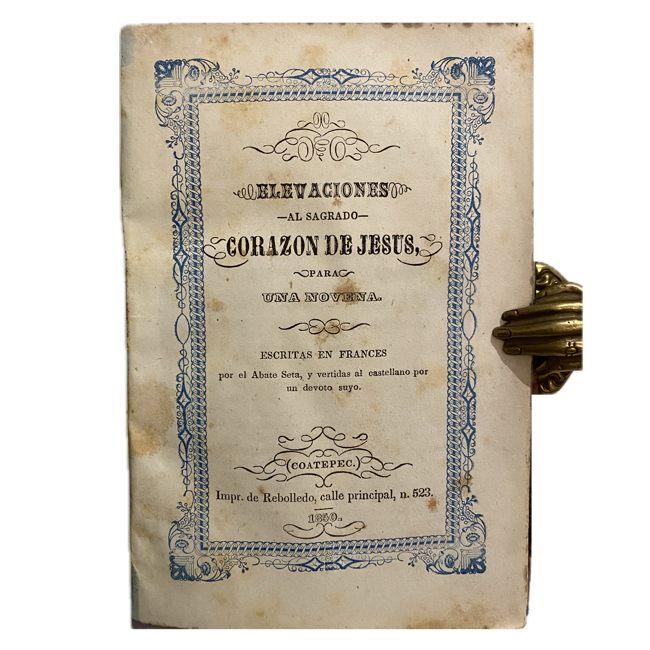 ELEVACIONES
—AL SAGRADO—
CORAZON DE JESUS,
PARA
UNA NOVENA.
ESCRITAS EN FRANCES
por el Abate Seta, y vertidas al castellano por
un devoto suyo.
(COATEPEC.)
Impr. de Rebolledo, calle principal, n. 523.
1850.